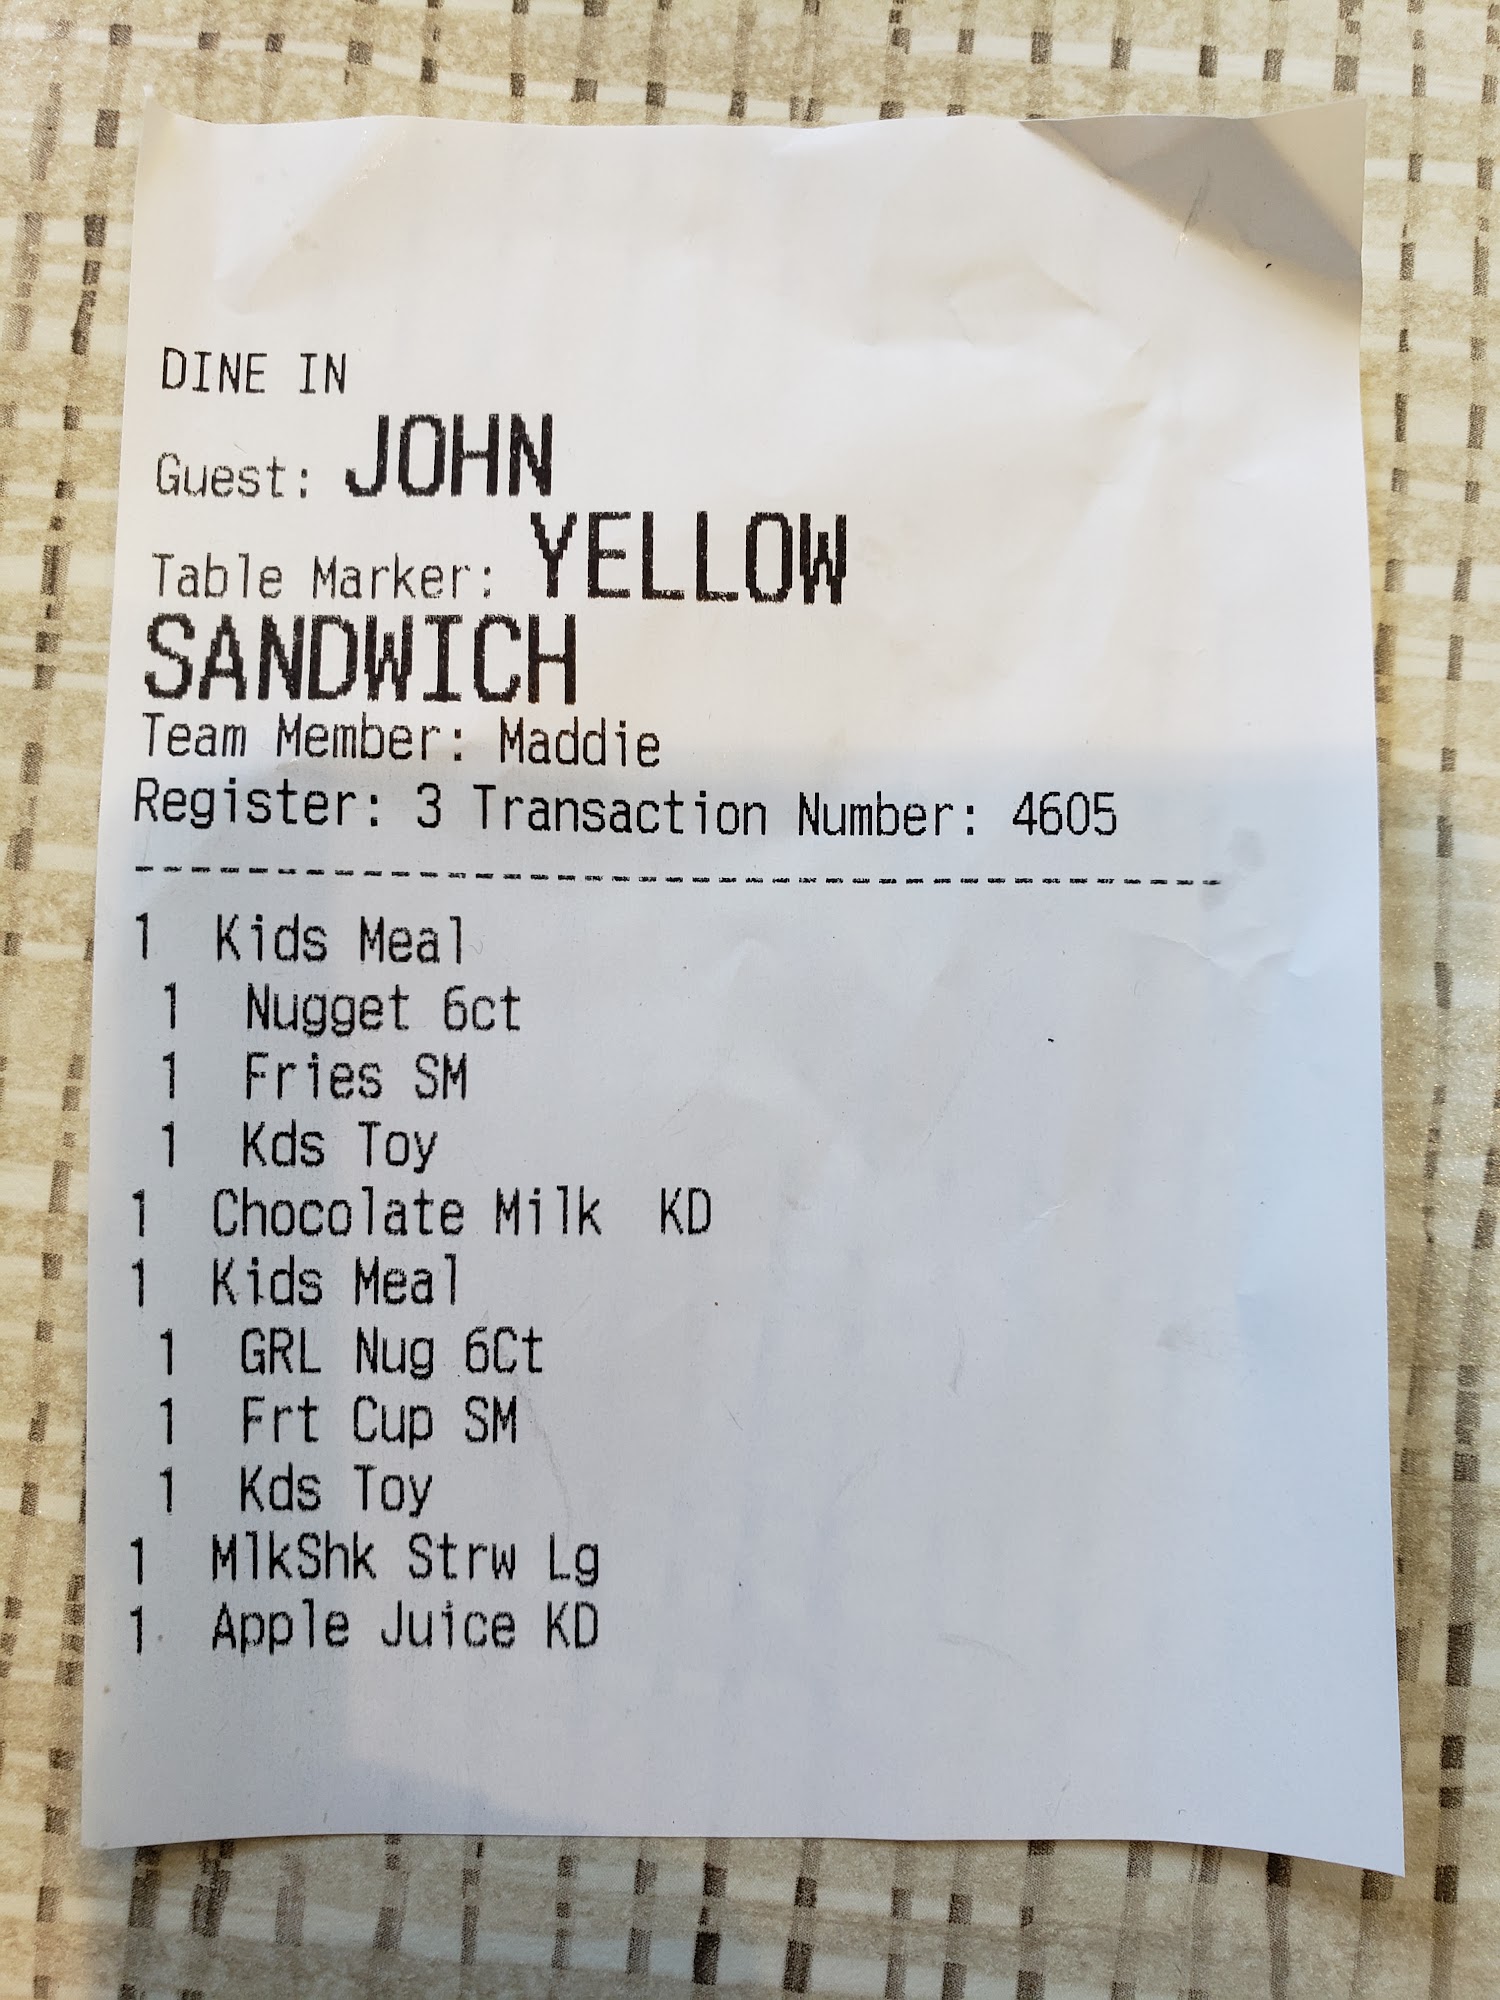 DINE IN
Guest: JOHN
Table Marker: YELLOW
SANDWICH
Team Member: Maddie
Register: 3 Transaction Number: 4605
----------------------------------------
1 Kids Meal
1 Nugget 6ct
1 Fries SM
1 Kds Toy
1 Chocolate Milk KD
1 Kids Meal
1 GRL Nug 6Ct
1 Frt Cup SM
1 Kds Toy
1 MlkShk Strw Lg
1 Apple Juice KD